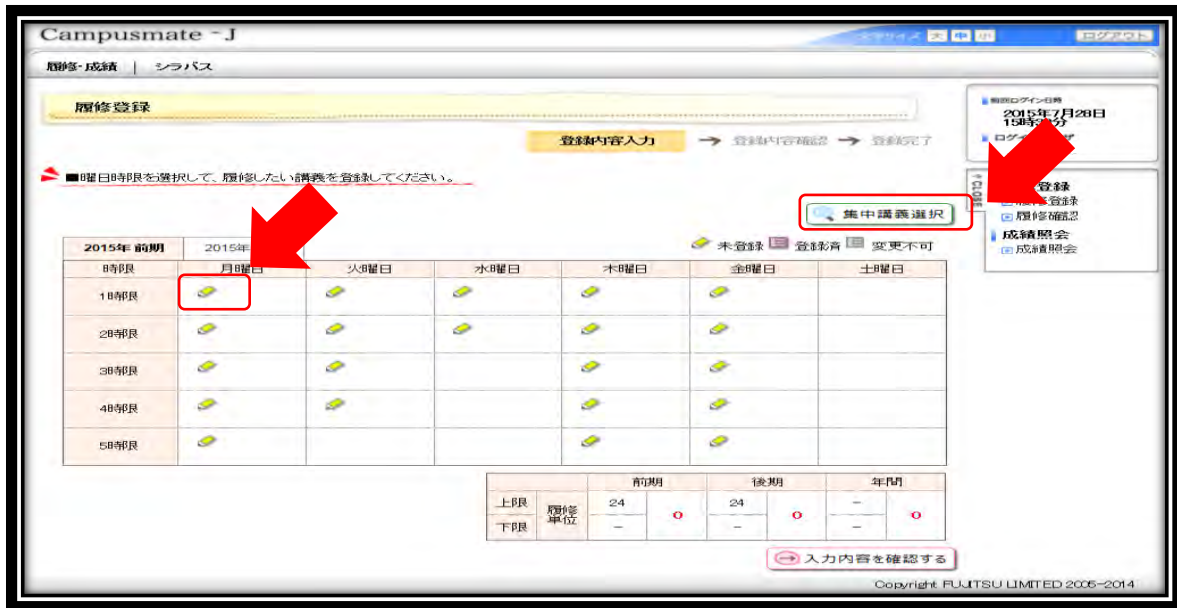 Campusmate-J
文字サイズ 大 中 小 ログアウト
履修・成績 | シラバス
履修登録
登録内容入力 → 登録内容確認 → 登録完了
前回ログイン日時
2015年7月28日
■曜日時限を選択して、履修したい講義を登録してください。
CLOSE
登録
履修登録
履修確認
成績照会
成績照会
集中講義選択
2015年 前期 2015年 未登録 登録済 変更不可
時限 月曜日 火曜日 水曜日 木曜日 金曜日 土曜日
1時限
2時限
3時限
4時限
5時限
前期 後期 年間
上限 履修単位 24 0 24 0 - 0
下限 - - -
入力内容を確認する
Copyright FUJITSU LIMITED 2005-2014